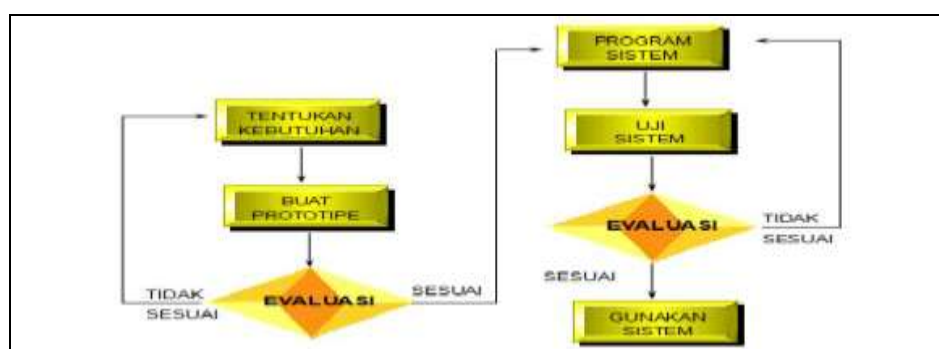 TENTUKAN
KEBUTUHAN
BUAT
PROTOTIPE
EVALUASI
TIDAK
SESUAI
SESUAI
PROGRAM
SISTEM
UJI
SISTEM
EVALUASI
TIDAK
SESUAI
SESUAI
GUNAKAN
SISTEM